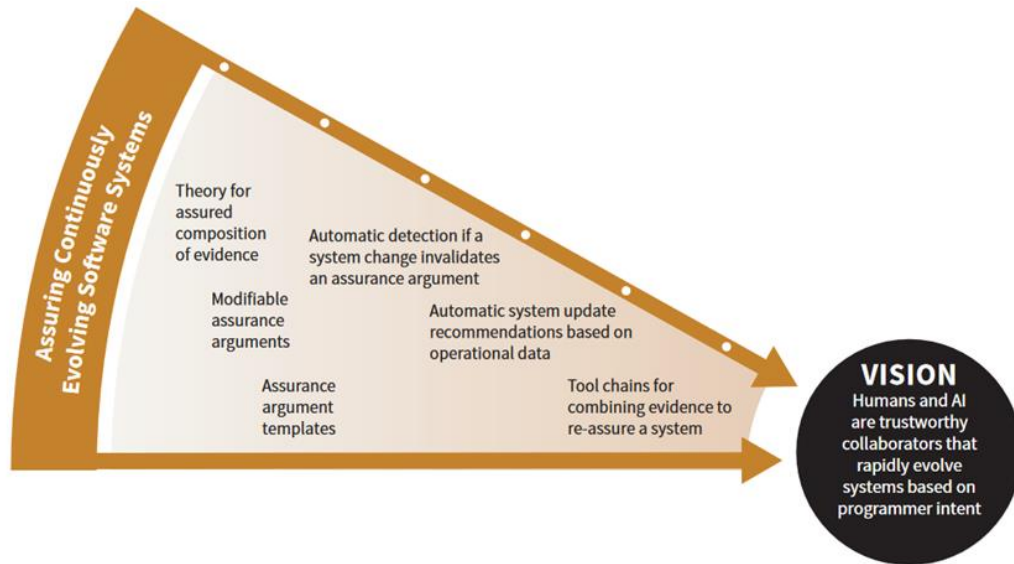 Assuring Continuously
Evolving Software Systems
Theory for
assured
composition
of evidence
Automatic detection if a
system change invalidates
an assurance argument
Modifiable
assurance
arguments
Automatic system update
recommendations based on
operational data
Assurance
argument
templates
Tool chains for
combining evidence to
re-assure a system
VISION
Humans and AI
are trustworthy
collaborators that
rapidly evolve
systems based on
programmer intent